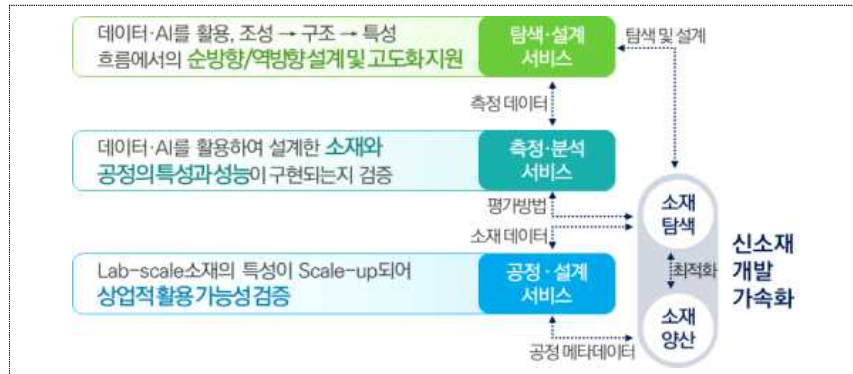 데이터·AI를 활용, 조성 → 구조 → 특성
흐름에서의 순방향/역방향 설계 및 고도화 지원
탐색·설계
서비스
탐색 및 설계
측정 데이터
데이터·AI를 활용하여 설계한 소재와
공정의 특성과 성능이 구현되는지 검증
측정·분석
서비스
평가방법
소재 데이터
소재
탐색
Lab-scale소재의 특성이 Scale-up되어
상업적 활용 가능성 검증
공정·설계
서비스
최적화
신소재
개발
가속화
소재
양산
공정 메타데이터